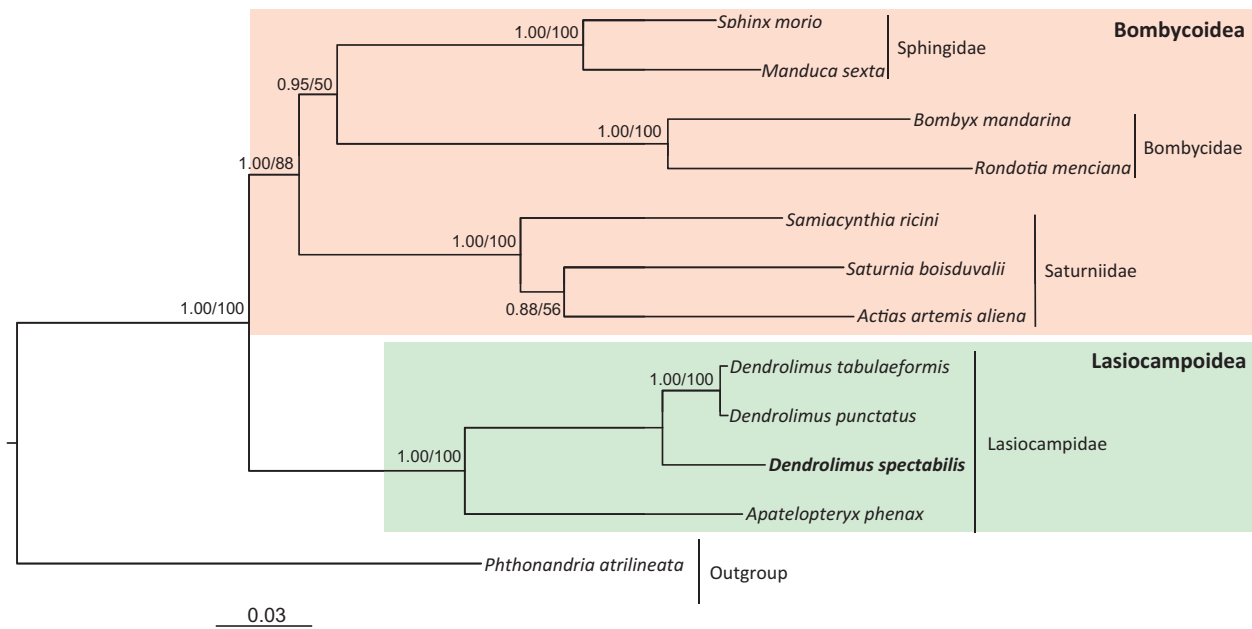 Sphinx morio
1.00/100
Bombycoidea
Sphingidae
Manduca sexta
0.95/50
Bombyx mandarina
1.00/100
Bombycidae
1.00/88
Rondotia menciana
Samiacynthia ricini
1.00/100
Saturnia boisduvalii
Saturniidae
0.88/56
Actias artemis aliena
1.00/100
Lasiocampoidea
Dendrolimus tabulaeformis
1.00/100
Dendrolimus punctatus
Lasiocampidae
1.00/100
Dendrolimus spectabilis
Apatelopteryx phenax
Phthonandria atrilineata
Outgroup
0.03